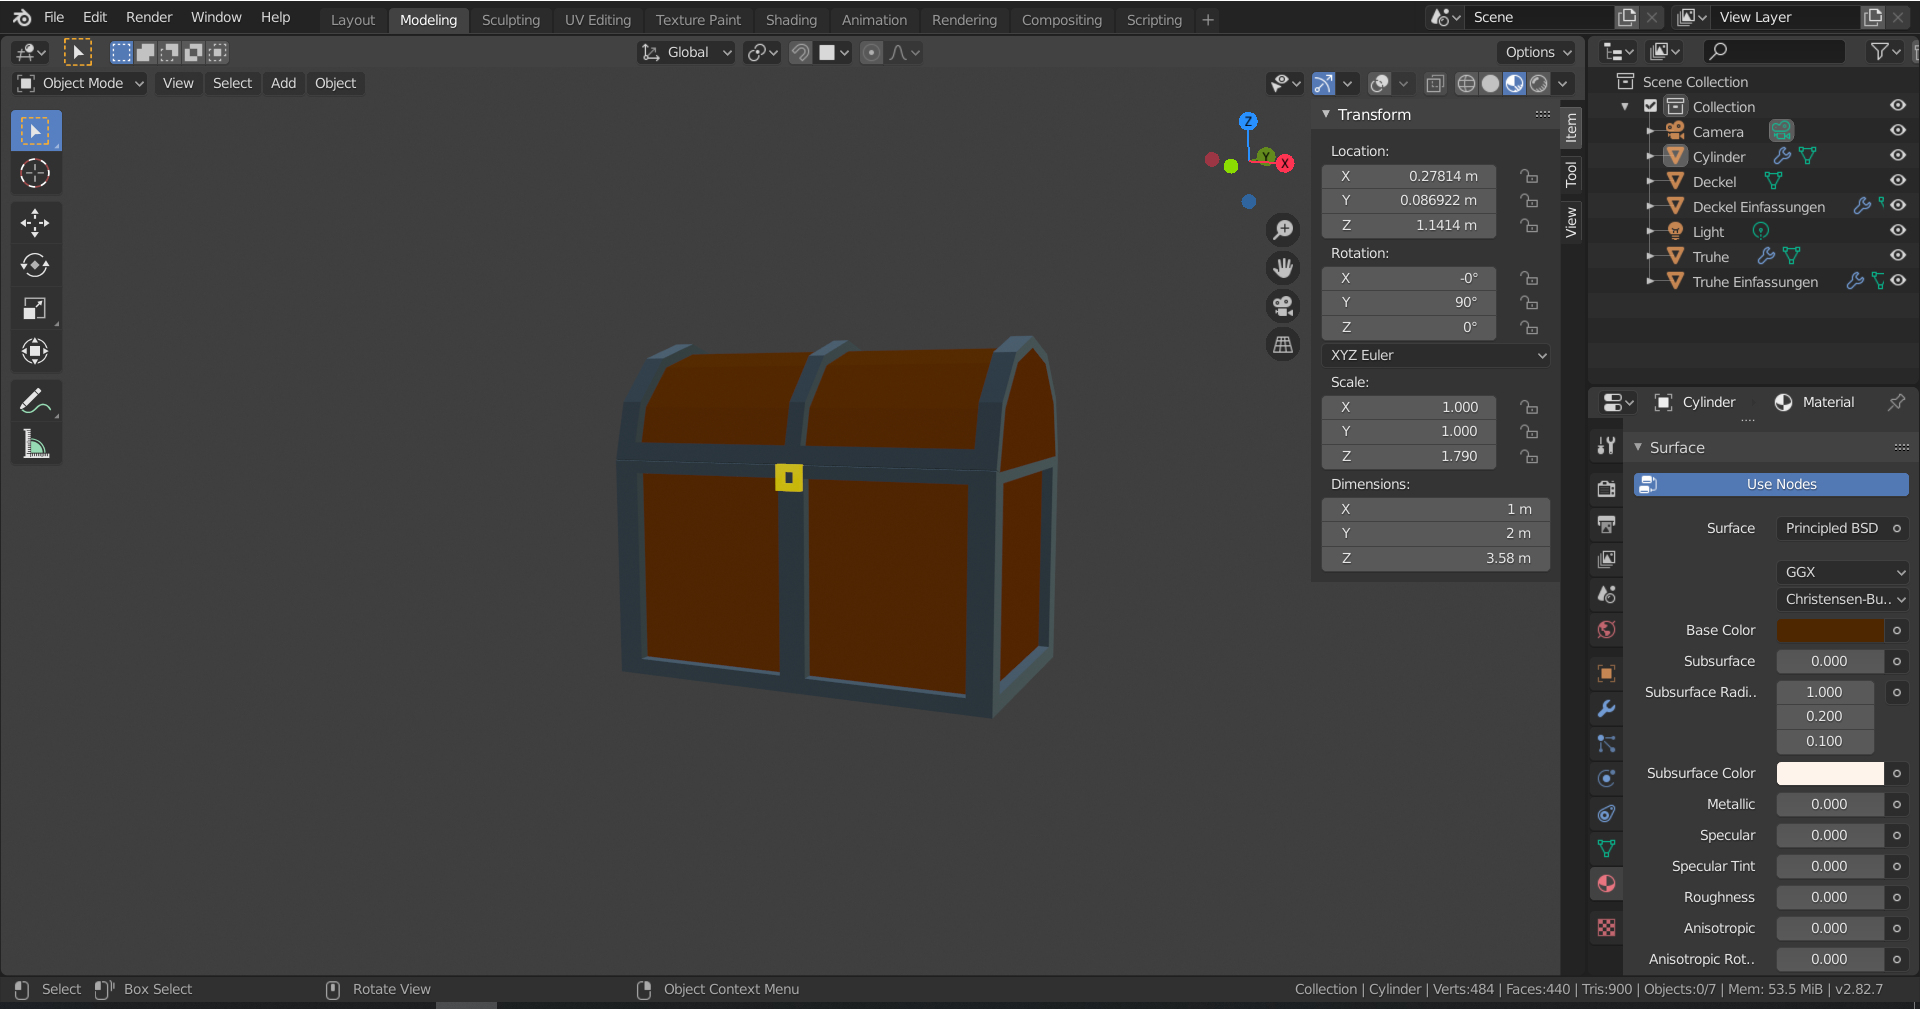 File Edit Render Window Help Layout Modeling Sculpting UV Editing Texture Paint Shading Animation Rendering Compositing Scripting + Scene View Layer
Global Options
Object Mode View Select Add Object
Z
Y
X
Transform
Location:
X 0.27814 m
Y 0.086922 m
Z 1.1414 m
Rotation:
X -0°
Y 90°
Z 0°
XYZ Euler
Scale:
X 1.000
Y 1.000
Z 1.790
Dimensions:
X 1 m
Y 2 m
Z 3.58 m
Item
Tool
View
Scene Collection
Collection
Camera
Cylinder
Deckel
Deckel Einfassungen
Light
Truhe
Truhe Einfassungen
Cylinder Material
Surface
Use Nodes
Surface Principled BSD
GGX
Christensen-Bu..
Base Color
Subsurface 0.000
Subsurface Radi.. 1.000
0.200
0.100
Subsurface Color
Metallic 0.000
Specular 0.000
Specular Tint 0.000
Roughness 0.000
Anisotropic 0.000
Anisotropic Rot.. 0.000
Select Box Select Rotate View Object Context Menu Collection | Cylinder | Verts:484 | Faces:440 | Tris:900 | Objects:0/7 | Mem: 53.5 MiB | v2.82.7